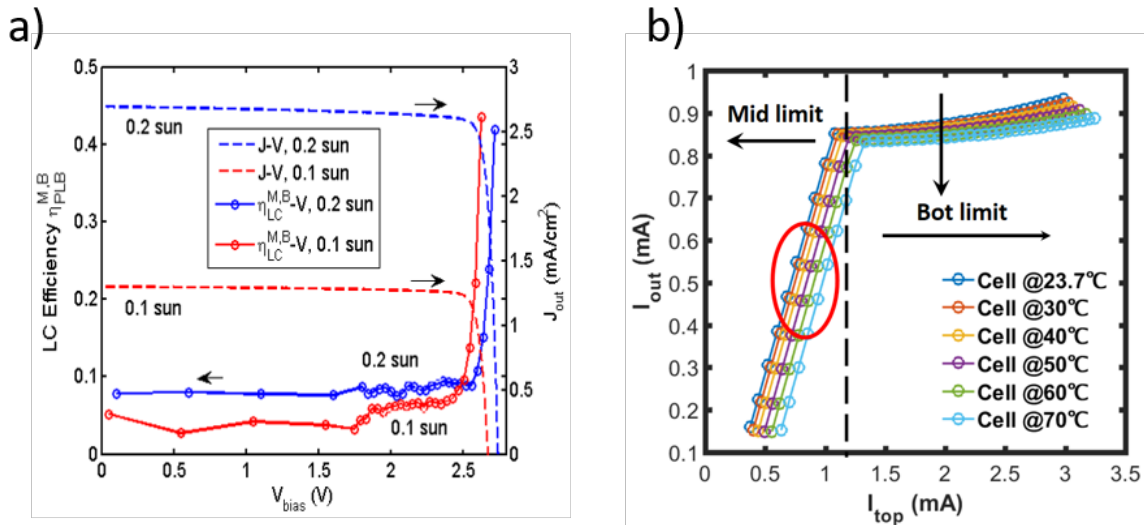 a)
0.5
0.4
0.3
0.2
0.1
0
LC Efficiency η_PLB^M,B
0 0.5 1 1.5 2 2.5
V_bias (V)
3
2.5
2
1.5
1
0.5
0
J_out (mA/cm²)
0.2 sun
J-V, 0.2 sun
J-V, 0.1 sun
η_LC^M,B-V, 0.2 sun
η_LC^M,B-V, 0.1 sun
0.1 sun
0.2 sun
0.1 sun
b)
1
0.9
0.8
0.7
0.6
0.5
0.4
0.3
0.2
0.1
I_out (mA)
0 0.5 1 1.5 2 2.5 3 3.5
I_top (mA)
Mid limit
Bot limit
Cell @23.7℃
Cell @30℃
Cell @40℃
Cell @50℃
Cell @60℃
Cell @70℃